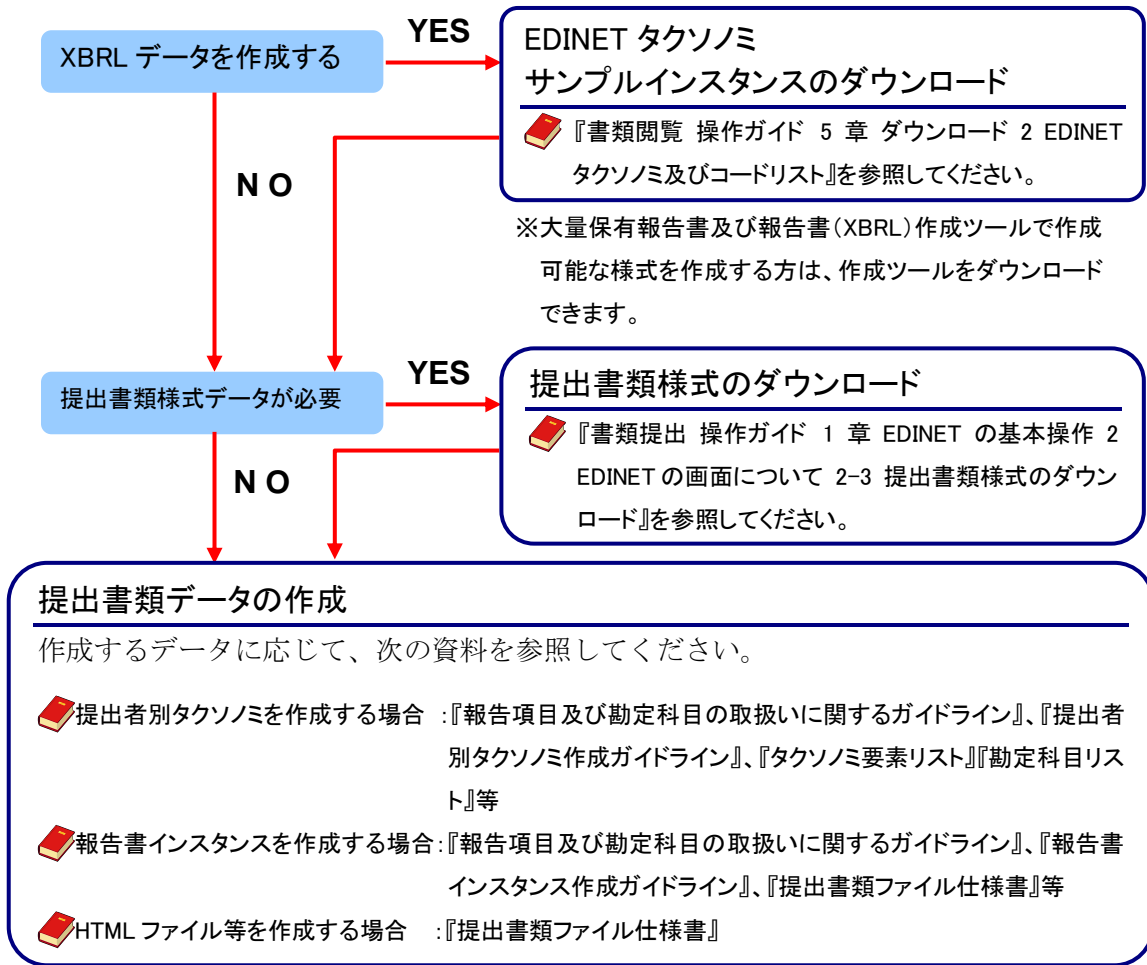 XBRL データを作成する
YES
EDINET タクソノミ
サンプルインスタンスのダウンロード
『書類閲覧 操作ガイド 5 章 ダウンロード 2 EDINET
タクソノミ及びコードリスト』を参照してください。
NO
※大量保有報告書及び報告書(XBRL)作成ツールで作成
可能な様式を作成する方は、作成ツールをダウンロード
できます。
提出書類様式データが必要
YES
提出書類様式のダウンロード
『書類提出 操作ガイド 1 章 EDINET の基本操作 2
EDINET の画面について 2-3 提出書類様式のダウン
ロード』を参照してください。
NO
提出書類データの作成
作成するデータに応じて、次の資料を参照してください。
提出者別タクソノミを作成する場合 :『報告項目及び勘定科目の取扱いに関するガイドライン』、『提出者
別タクソノミ作成ガイドライン』、『タクソノミ要素リスト』『勘定科目リス
ト』等
報告書インスタンスを作成する場合:『報告項目及び勘定科目の取扱いに関するガイドライン』、『報告書
インスタンス作成ガイドライン』、『提出書類ファイル仕様書』等
HTML ファイル等を作成する場合 :『提出書類ファイル仕様書』